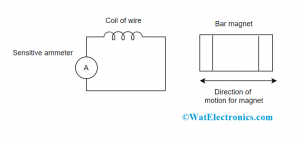 Coil of wire
Bar magnet
Sensitive ammeter
A
Direction of
motion for magnet
©WatElectronics.com